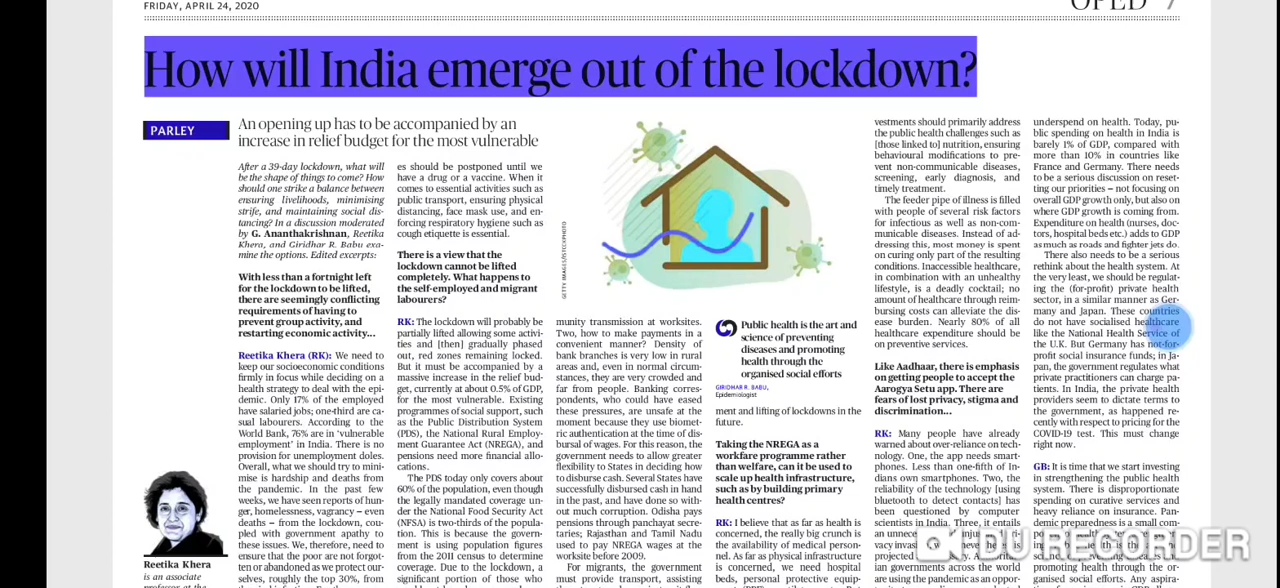 FRIDAY, APRIL 24, 2020
OPED 7
How will India emerge out of the lockdown?
PARLEY
An opening up has to be accompanied by an
increase in relief budget for the most vulnerable
After a 39-day lockdown, what will
be the shape of things to come? How
should one strike a balance between
ensuring livelihoods, minimising
strife, and maintaining social dis-
tancing? In a discussion moderated
by G. Ananthakrishnan, Reetika
Khera, and Giridhar R. Babu exa-
mine the options. Edited excerpts:
With less than a fortnight left
for the lockdown to be lifted,
there are seemingly conflicting
requirements of having to
prevent group activity, and
restarting economic activity...
Reetika Khera (RK): We need to
keep our socioeconomic conditions
firmly in focus while deciding on a
health strategy to deal with the epi-
demic. Only 17% of the employed
have salaried jobs; one-third are ca-
sual labourers. According to the
World Bank, 76% are in ‘vulnerable
employment’ in India. There is no
provision for unemployment doles.
Overall, what we should try to mini-
mise is hardship and deaths from
the pandemic. In the past few
weeks, we have seen reports of hun-
ger, homelessness, vagrancy – even
deaths – from the lockdown, cou-
pled with government apathy to
these issues. We, therefore, need to
ensure that the poor are not forgot-
ten or abandoned as we protect our-
selves, roughly the top 30%, from
Reetika Khera
is an associate
professor at the
es should be postponed until we
have a drug or a vaccine. When it
comes to essential activities such as
public transport, ensuring physical
distancing, face mask use, and en-
forcing respiratory hygiene such as
cough etiquette is essential.
There is a view that the
lockdown cannot be lifted
completely. What happens to
the self-employed and migrant
labourers?
RK: The lockdown will probably be
partially lifted allowing some activi-
ties and [then] gradually phased
out, red zones remaining locked.
But it must be accompanied by a
massive increase in the relief bud-
get, currently at about 0.5% of GDP,
for the most vulnerable. Existing
programmes of social support, such
as the Public Distribution System
(PDS), the National Rural Employ-
ment Guarantee Act (NREGA), and
pensions need more financial allo-
cations.
The PDS today only covers about
60% of the population, even though
the legally mandated coverage un-
der the National Food Security Act
(NFSA) is two-thirds of the popula-
tion. This is because the govern-
ment is using population figures
from the 2011 census to determine
coverage. Due to the lockdown, a
significant portion of those who
GETTY IMAGES/ISTOCKPHOTO
munity transmission at worksites.
Two, how to make payments in a
convenient manner? Density of
bank branches is very low in rural
areas and, even in normal circum-
stances, they are very crowded and
far from people. Banking corres-
pondents, who could have eased
these pressures, are unsafe at the
moment because they use biomet-
ric authentication at the time of dis-
bursal of wages. For this reason, the
government needs to allow greater
flexibility to States in deciding how
to disburse cash. Several States have
successfully disbursed cash in hand
in the past, and have done so with-
out much corruption. Odisha pays
pensions through panchayat secre-
taries; Rajasthan and Tamil Nadu
used to pay NREGA wages at the
worksite before 2009.
For migrants, the government
must provide transport, assisting
Public health is the art and
science of preventing
diseases and promoting
health through the
organised social efforts
GIRIDHAR R. BABU,
Epidemiologist
ment and lifting of lockdowns in the
future.
Taking the NREGA as a
workfare programme rather
than welfare, can it be used to
scale up health infrastructure,
such as by building primary
health centres?
RK: I believe that as far as health is
concerned, the really big crunch is
the availability of medical person-
nel. As far as physical infrastructure
is concerned, we need hospital
beds, personal protective equip-
vestments should primarily address
the public health challenges such as
[those linked to] nutrition, ensuring
behavioural modifications to pre-
vent non-communicable diseases,
screening, early diagnosis, and
timely treatment.
The feeder pipe of illness is filled
with people of several risk factors
for infectious as well as non-com-
municable diseases. Instead of ad-
dressing this, most money is spent
on curing only part of the resulting
conditions. Inaccessible healthcare,
in combination with an unhealthy
lifestyle, is a deadly cocktail; no
amount of healthcare through reim-
bursing costs can alleviate the dis-
ease burden. Nearly 80% of all
healthcare expenditure should be
on preventive services.
Like Aadhaar, there is emphasis
on getting people to accept the
Aarogya Setu app. There are
fears of lost privacy, stigma and
discrimination...
RK: Many people have already
warned about over-reliance on tech-
nology. One, the app needs smart-
phones. Less than one-fifth of In-
dians own smartphones. Two, the
reliability of the technology [using
bluetooth to detect contacts] has
been questioned by computer
scientists in India. Three, it entails
an
projected
ian governments across the world
are using the pandemic as an oppor-
underspend on health. Today, pu-
blic spending on health in India is
barely 1% of GDP, compared with
more than 10% in countries like
France and Germany. There needs
to be a serious discussion on reset-
ting our priorities – not focusing on
overall GDP growth only, but also on
where GDP growth is coming from.
Expenditure on health (nurses, doc-
tors, hospital beds etc.) adds to GDP
as much as roads and fighter jets do.
There also needs to be a serious
rethink about the health system. At
the very least, we should be regulat-
ing the (for-profit) private health
sector, in a similar manner as Ger-
many and Japan. These countries
do not have socialised healthcare
like the National Health Service of
the U.K. But Germany has not-for-
profit social insurance funds; in Ja-
pan, the government regulates what
private practitioners can charge pa-
tients. In India, the private health
providers seem to dictate terms to
the government, as happened re-
cently with respect to pricing for the
COVID-19 test. This must change
right now.
GB: It is time that we start investing
in strengthening the public health
system. There is disproportionate
spending on curative services and
heavy reliance on insurance. Pan-
demic preparedness is a small com-
promoting health through the or-
ganised social efforts. Any aspira-
DU RECORDER